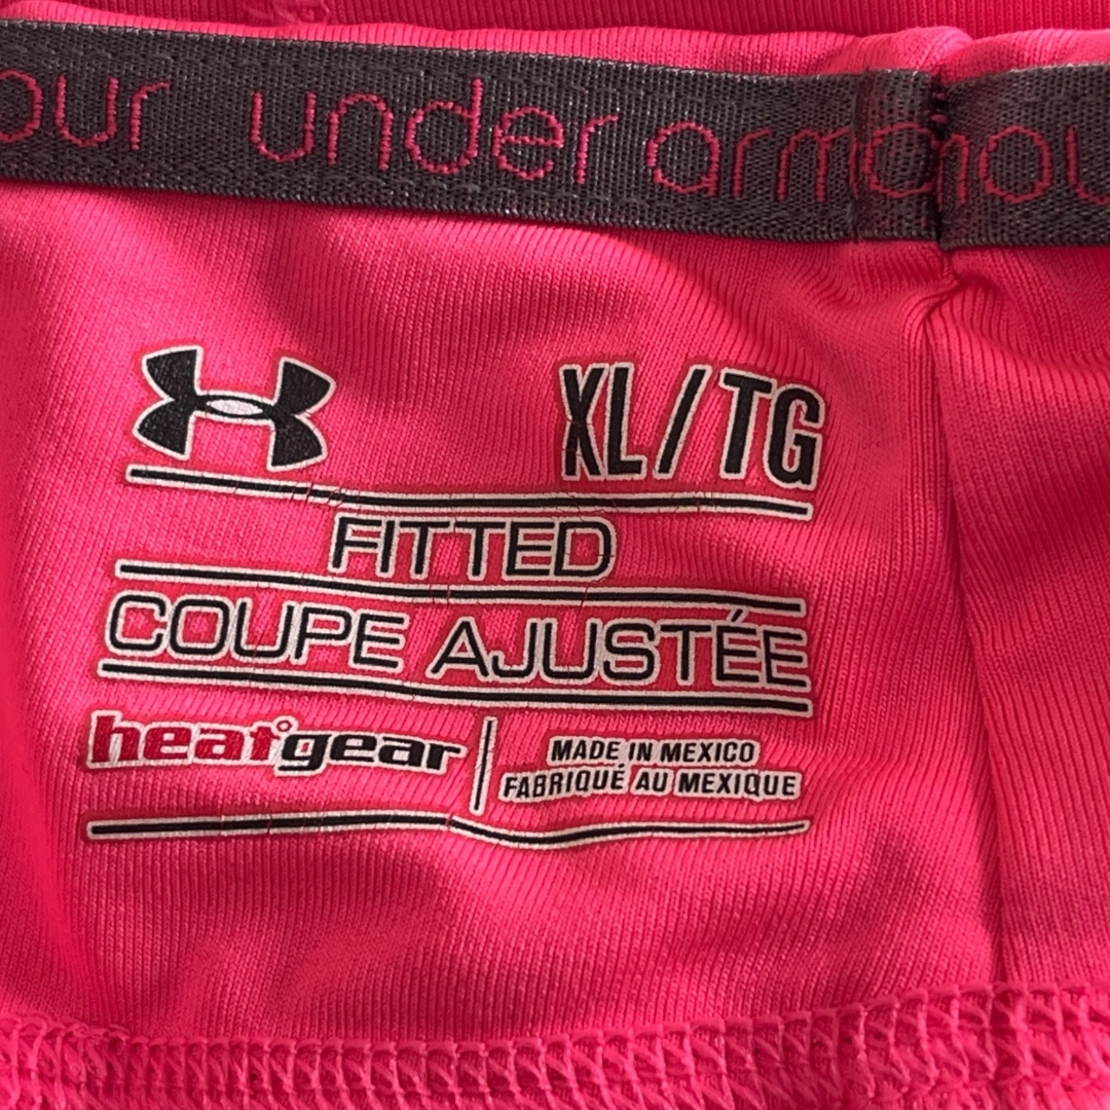 our under armour
XL/TG
FITTED
COUPE AJUSTÉE
heatgear
MADE IN MEXICO
FABRIQUÉ AU MEXIQUE